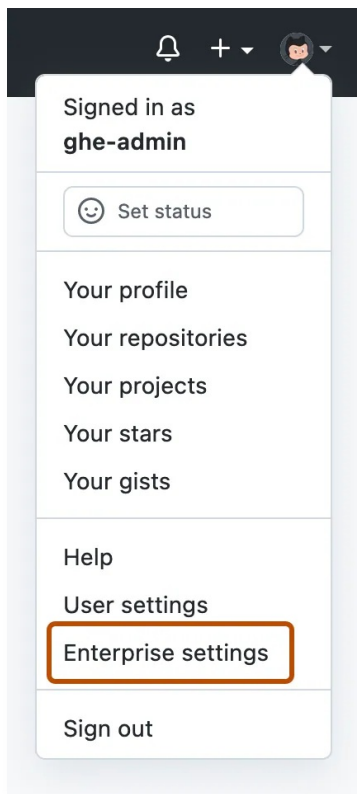 Signed in as
ghe-admin
Set status
Your profile
Your repositories
Your projects
Your stars
Your gists
Help
User settings
Enterprise settings
Sign out